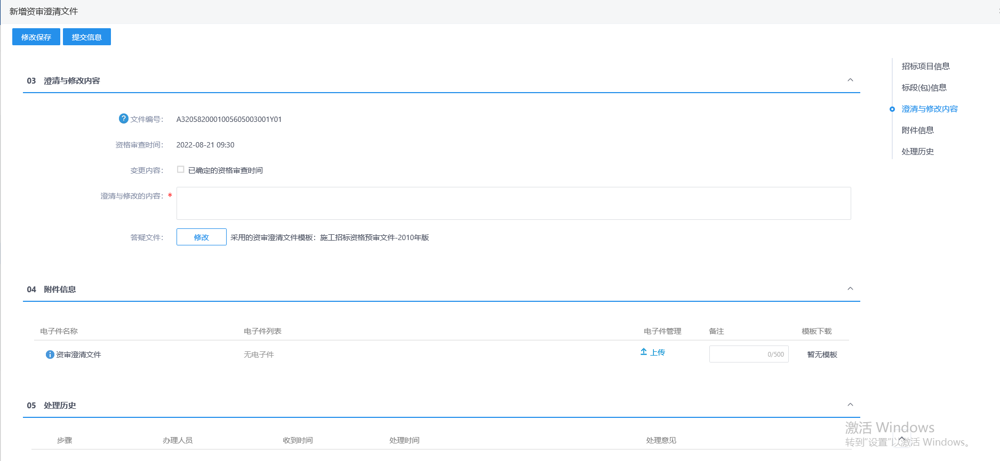 新增资审澄清文件
修改保存 提交信息
招标项目信息
标段(包)信息
澄清与修改内容
附件信息
处理历史
03 澄清与修改内容
? 文件编号： A3205820001005605003001Y01
资格审查时间： 2022-08-21 09:30
变更内容： 已确定的资格审查时间
澄清与修改的内容：*
答疑文件： 修改 采用的资审澄清文件模板：施工招标资格预审文件-2010年版
04 附件信息
电子件名称 电子件列表 电子件管理 备注 模板下载
资审澄清文件 无电子件 上传 0/500 暂无模板
05 处理历史
步骤 办理人员 收到时间 处理时间 处理意见
激活 Windows
转到“设置”以激活 Windows。